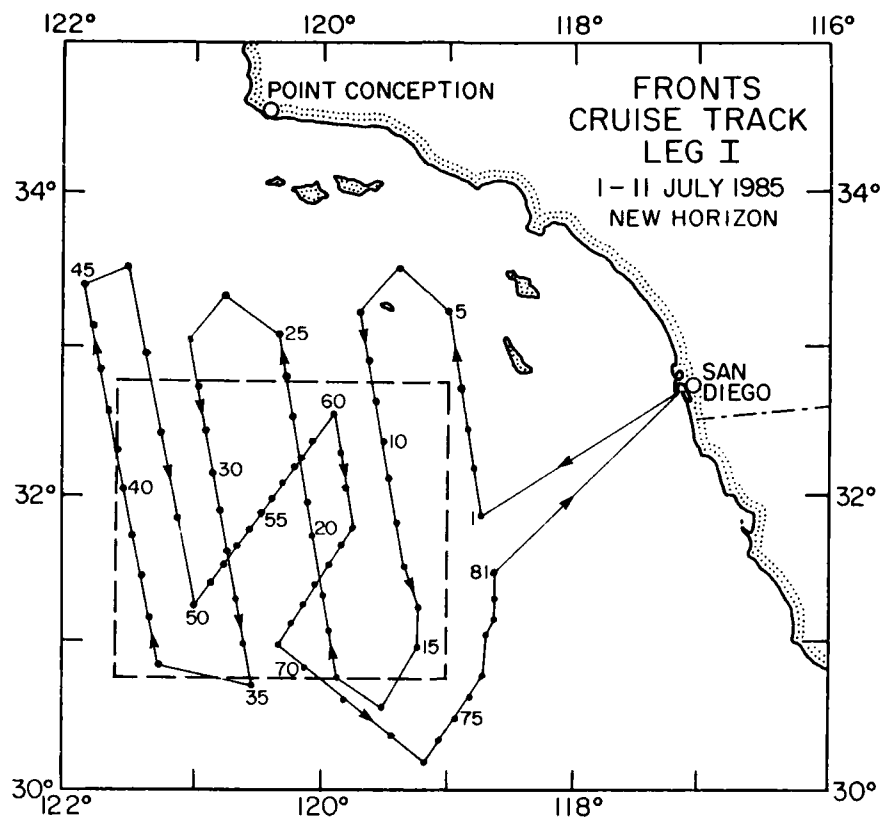 122° 120° 118° 116°
POINT CONCEPTION
FRONTS
CRUISE TRACK
LEG I
1-11 JULY 1985
NEW HORIZON
34° 34°
45
5
25
SAN
DIEGO
60
10
30
32° 32°
40
55
20
1
81
50
15
70
35
75
30° 30°
122° 120° 118° 116°